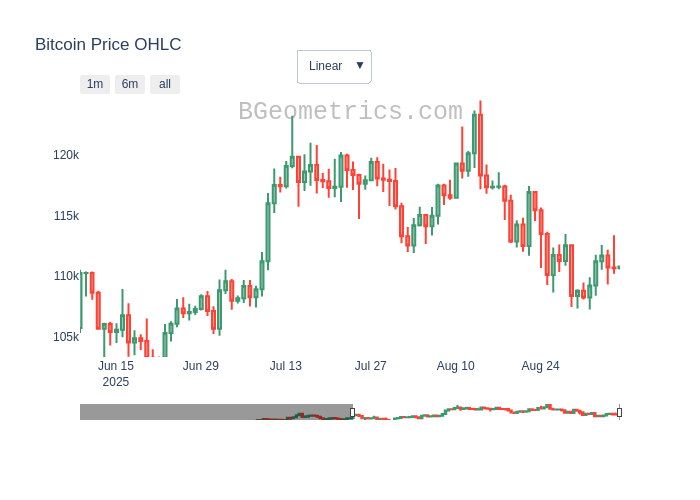 Bitcoin Price OHLC
Linear ▼
1m 6m all
BGeometrics.com
120k
115k
110k
105k
Jun 15 Jun 29 Jul 13 Jul 27 Aug 10 Aug 24
2025